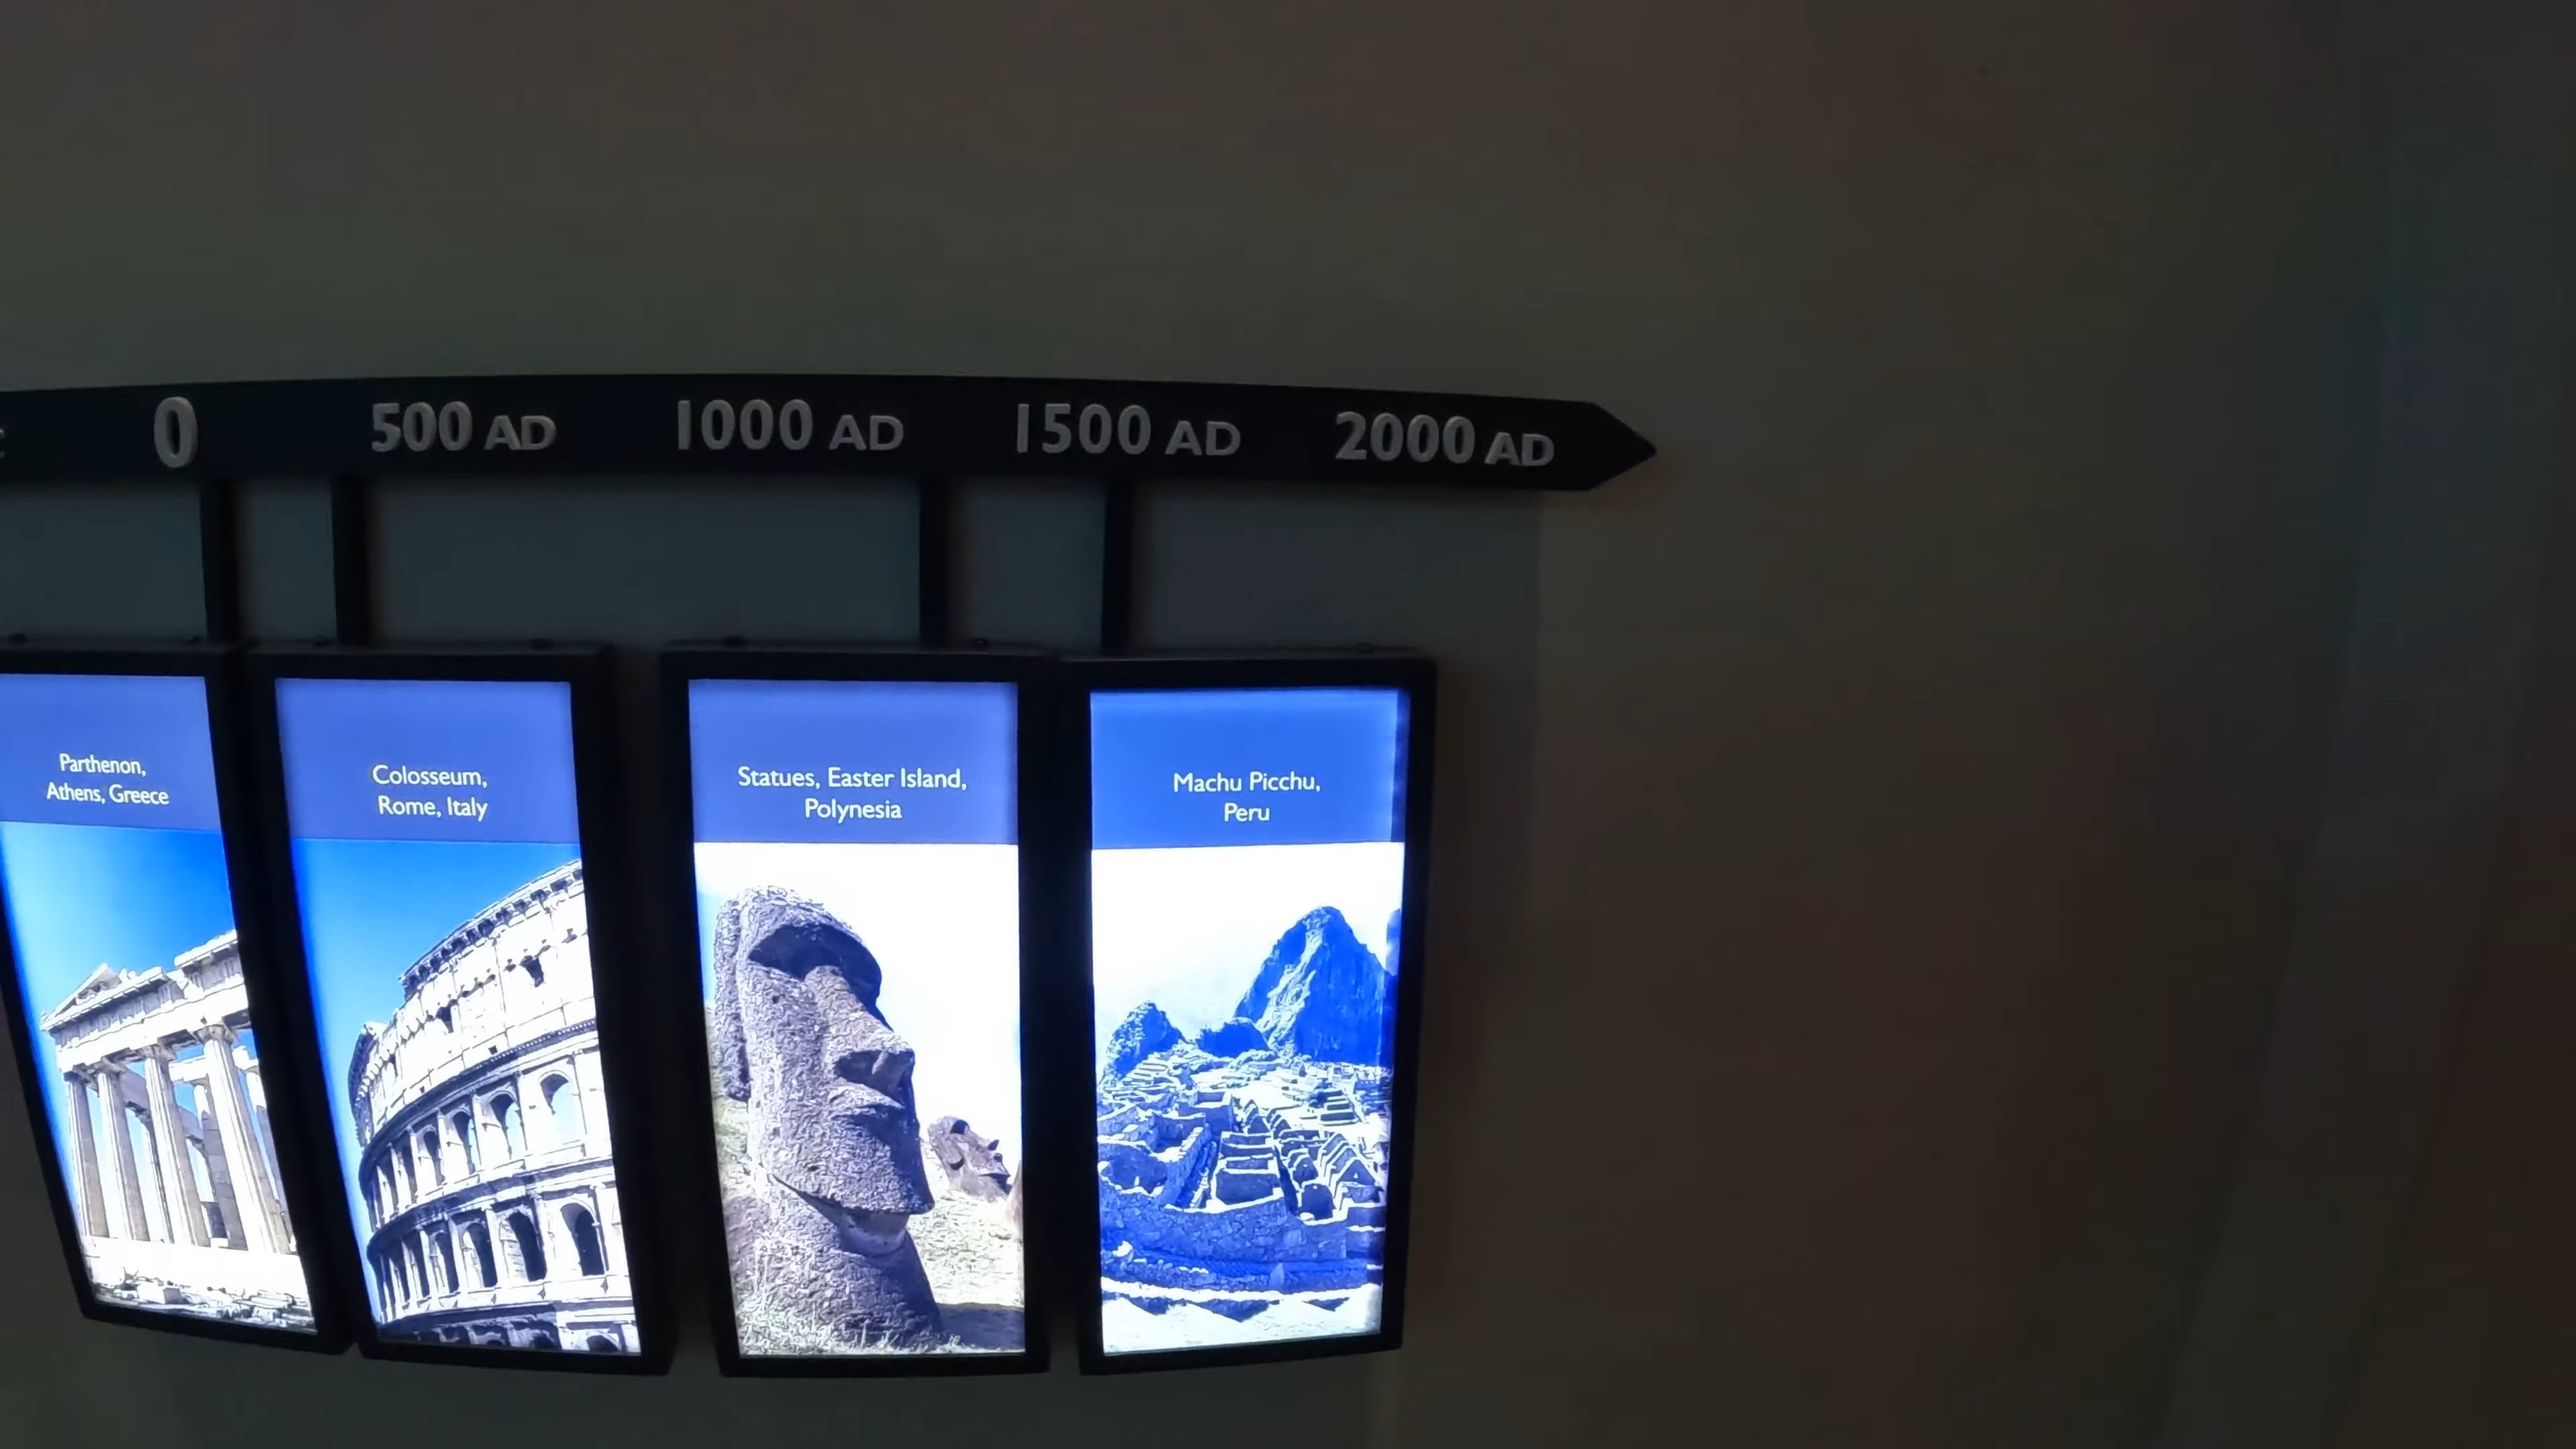 0
500 AD
1000 AD
1500 AD
2000 AD
Parthenon,
Athens, Greece
Colosseum,
Rome, Italy
Statues, Easter Island,
Polynesia
Machu Picchu,
Peru